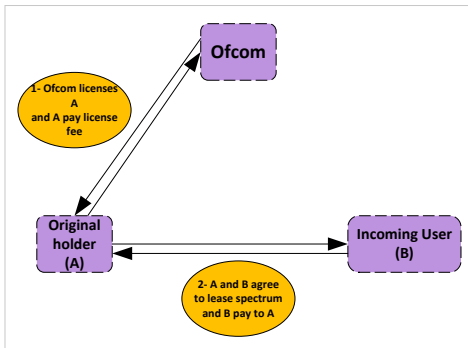 Ofcom
1- Ofcom licenses
A
and A pay license
fee
Original
holder
(A)
Incoming User
(B)
2- A and B agree
to lease spectrum
and B pay to A